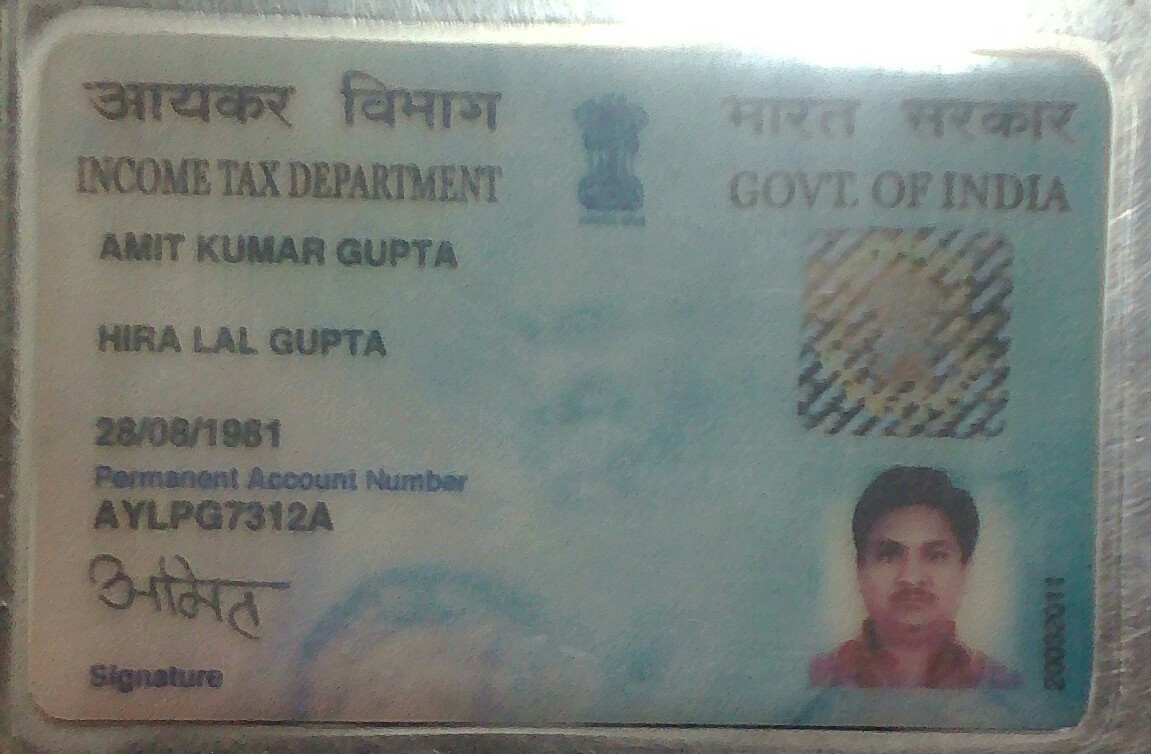 आयकर विभाग
भारत सरकार
INCOME TAX DEPARTMENT
GOVT. OF INDIA
AMIT KUMAR GUPTA
HIRA LAL GUPTA
28/08/1981
Permanent Account Number
AYLPG7312A
अमित
Signature
20032011